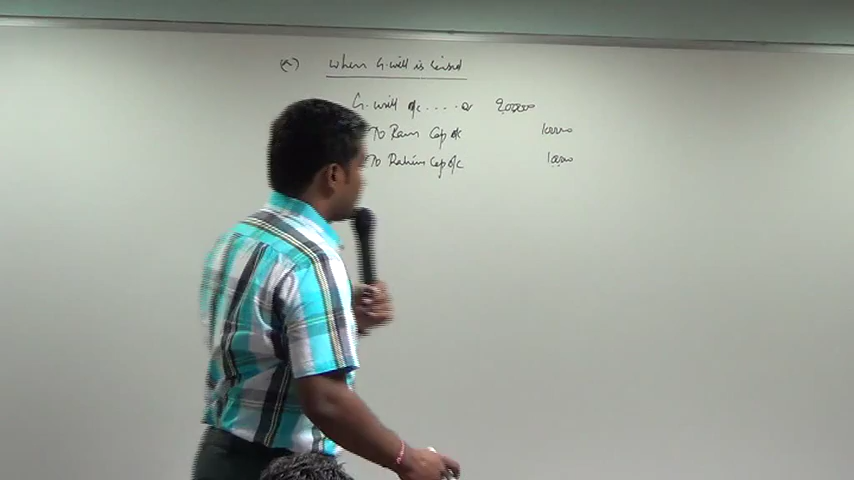 (a) When G.will is Raised
G.will a/c .....Dr 20000
To Ram Cap a/c 10000
To Rahim Cap a/c 10000